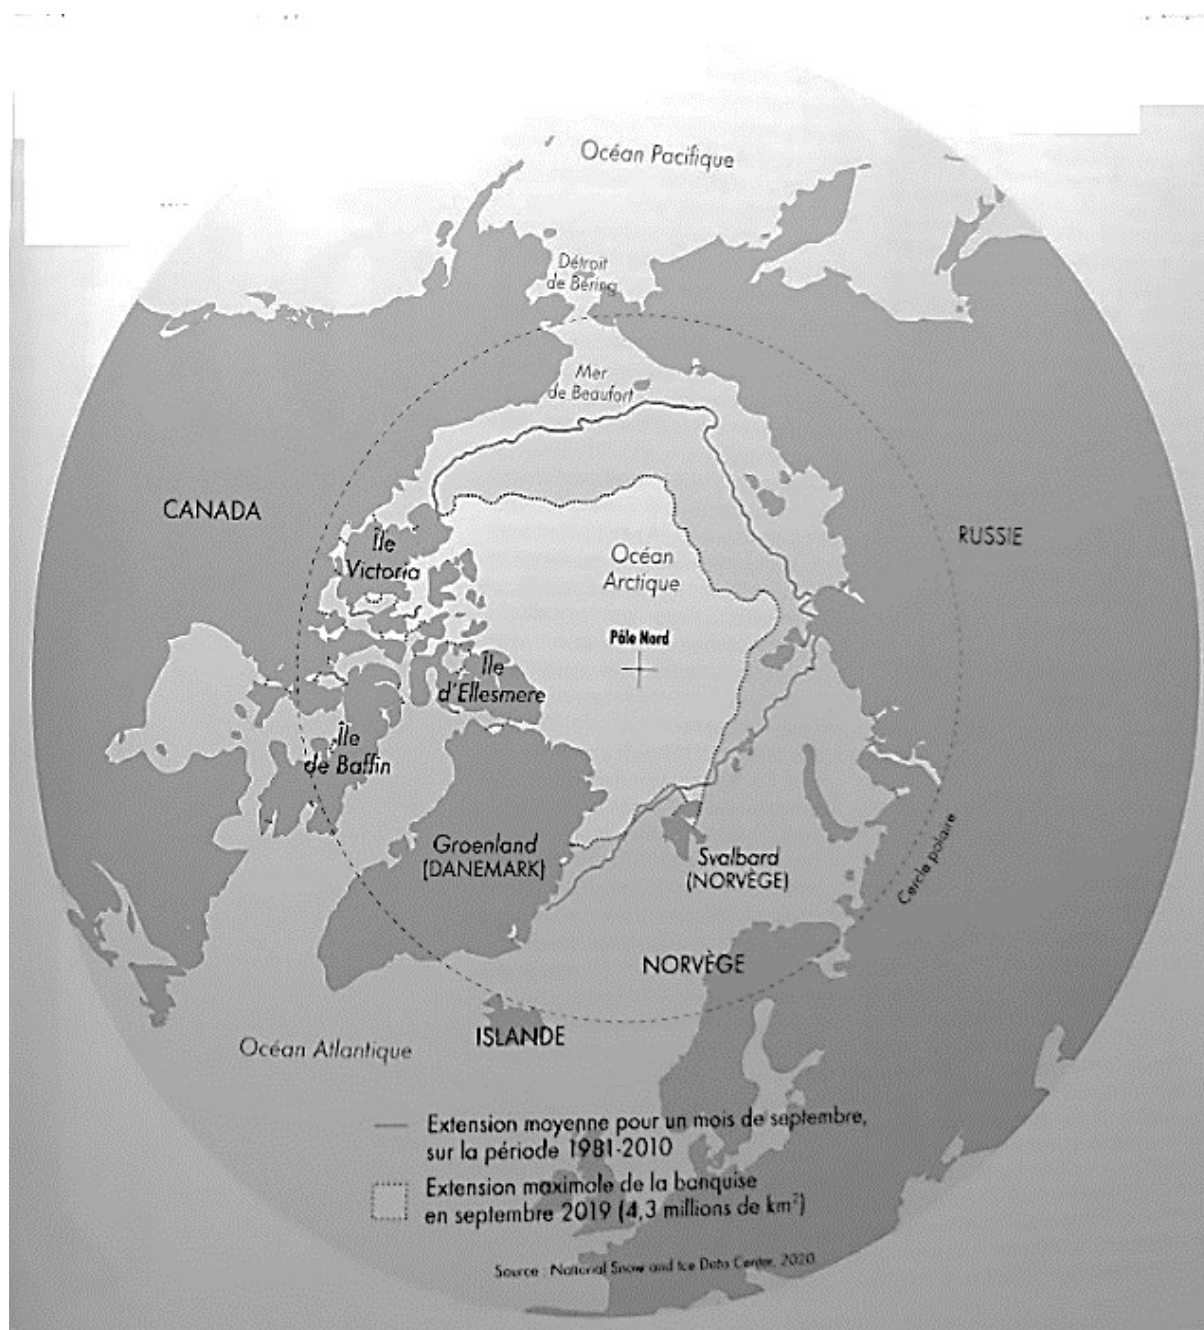 Océan Pacifique
Détroit
de Béring
Mer
de Beaufort
CANADA
RUSSIE
Île
Victoria
Océan
Arctique
Pôle Nord
Île
d'Ellesmere
Île
de Baffin
Groenland
(DANEMARK)
Svalbard
(NORVÈGE)
Cercle polaire
NORVÈGE
ISLANDE
Océan Atlantique
Extension moyenne pour un mois de septembre,
sur la période 1981-2010
Extension maximale de la banquise
en septembre 2019 (4,3 millions de km²)
Source : National Snow and Ice Data Center, 2020